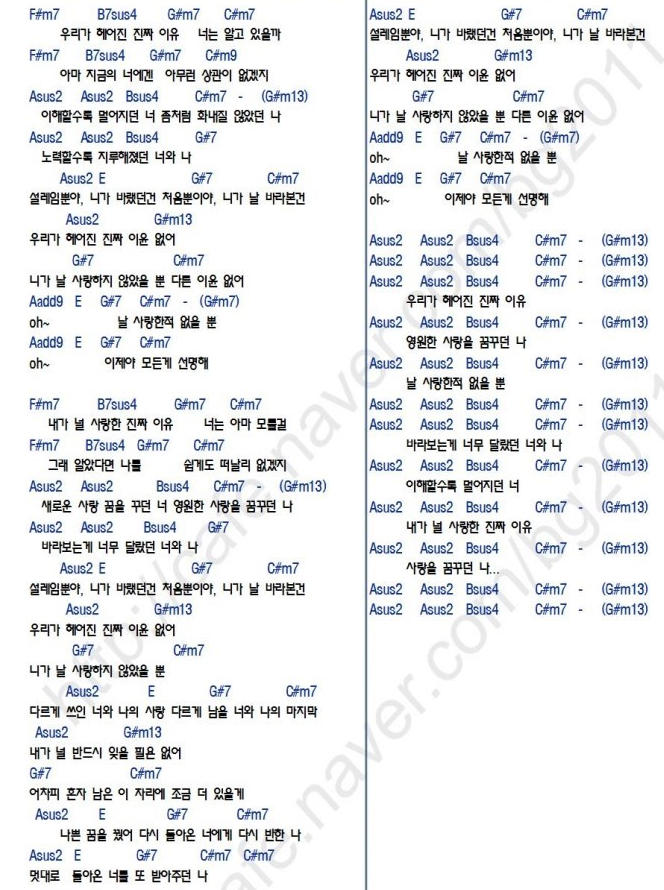 F#m7 B7sus4 G#m7 C#m7
우리가 헤어진 진짜 이유 너는 알고 있을까
F#m7 B7sus4 G#m7 C#m9
아마 지금의 너에겐 아무런 상관이 없겠지
Asus2 Asus2 Bsus4 C#m7 - (G#m13)
이해할수록 멀어지던 너 좀처럼 화내질 않았던 나
Asus2 Asus2 Bsus4 G#7
노력할수록 지루해졌던 너와 나
Asus2 E G#7 C#m7
설레임뿐야, 니가 바랬던건 처음뿐이야, 니가 날 바라본건
Asus2 G#m13
우리가 헤어진 진짜 이윤 없어
G#7 C#m7
니가 날 사랑하지 않았을 뿐 다른 이윤 없어
Aadd9 E G#7 C#m7 - (G#m7)
oh~ 날 사랑한적 없을 뿐
Aadd9 E G#7 C#m7
oh~ 이제야 모든게 선명해
F#m7 B7sus4 G#m7 C#m7
내가 널 사랑한 진짜 이유 너는 아마 모를걸
F#m7 B7sus4 G#m7 C#m7
그래 알았다면 나를 쉽게도 떠날리 없겠지
Asus2 Asus2 Bsus4 C#m7 - (G#m13)
새로운 사랑 꿈을 꾸던 너 영원한 사랑을 꿈꾸던 나
Asus2 Asus2 Bsus4 G#7
바라보는게 너무 달랐던 너와 나
Asus2 E G#7 C#m7
설레임뿐야, 니가 바랬던건 처음뿐이야, 니가 날 바라본건
Asus2 G#m13
우리가 헤어진 진짜 이윤 없어
G#7 C#m7
니가 날 사랑하지 않았을 뿐
Asus2 E G#7 C#m7
다르게 쓰인 너와 나의 사랑 다르게 남을 너와 나의 마지막
Asus2 G#m13
내가 널 반드시 잊을 필욘 없어
G#7 C#m7
어차피 혼자 남은 이 자리에 조금 더 있을게
Asus2 E G#7 C#m7
나쁜 꿈을 꿨어 다시 돌아온 너에게 다시 반한 나
Asus2 E G#7 C#m7 C#m7
멋대로 돌아온 너를 또 받아주던 나
Asus2 E G#7 C#m7
설레임뿐야, 니가 바랬던건 처음뿐이야, 니가 날 바라본건
Asus2 G#m13
우리가 헤어진 진짜 이윤 없어
G#7 C#m7
니가 날 사랑하지 않았을 뿐 다른 이윤 없어
Aadd9 E G#7 C#m7 - (G#m7)
oh~ 날 사랑한적 없을 뿐
Aadd9 E G#7 C#m7
oh~ 이제야 모든게 선명해
Asus2 Asus2 Bsus4 C#m7 - (G#m13)
Asus2 Asus2 Bsus4 C#m7 - (G#m13)
Asus2 Asus2 Bsus4 C#m7 - (G#m13)
우리가 헤어진 진짜 이유
Asus2 Asus2 Bsus4 C#m7 - (G#m13)
영원한 사랑을 꿈꾸던 나
Asus2 Asus2 Bsus4 C#m7 - (G#m13)
날 사랑한적 없을 뿐
Asus2 Asus2 Bsus4 C#m7 - (G#m13)
Asus2 Asus2 Bsus4 C#m7 - (G#m13)
바라보는게 너무 달랐던 너와 나
Asus2 Asus2 Bsus4 C#m7 - (G#m13)
이해할수록 멀어지던 너
Asus2 Asus2 Bsus4 C#m7 - (G#m13)
내가 널 사랑한 진짜 이유
Asus2 Asus2 Bsus4 C#m7 - (G#m13)
사랑을 꿈꾸던 나...
Asus2 Asus2 Bsus4 C#m7 - (G#m13)
Asus2 Asus2 Bsus4 C#m7 - (G#m13)
http://cafe.naver.com/bg2011
afe.naver.com/bg2011